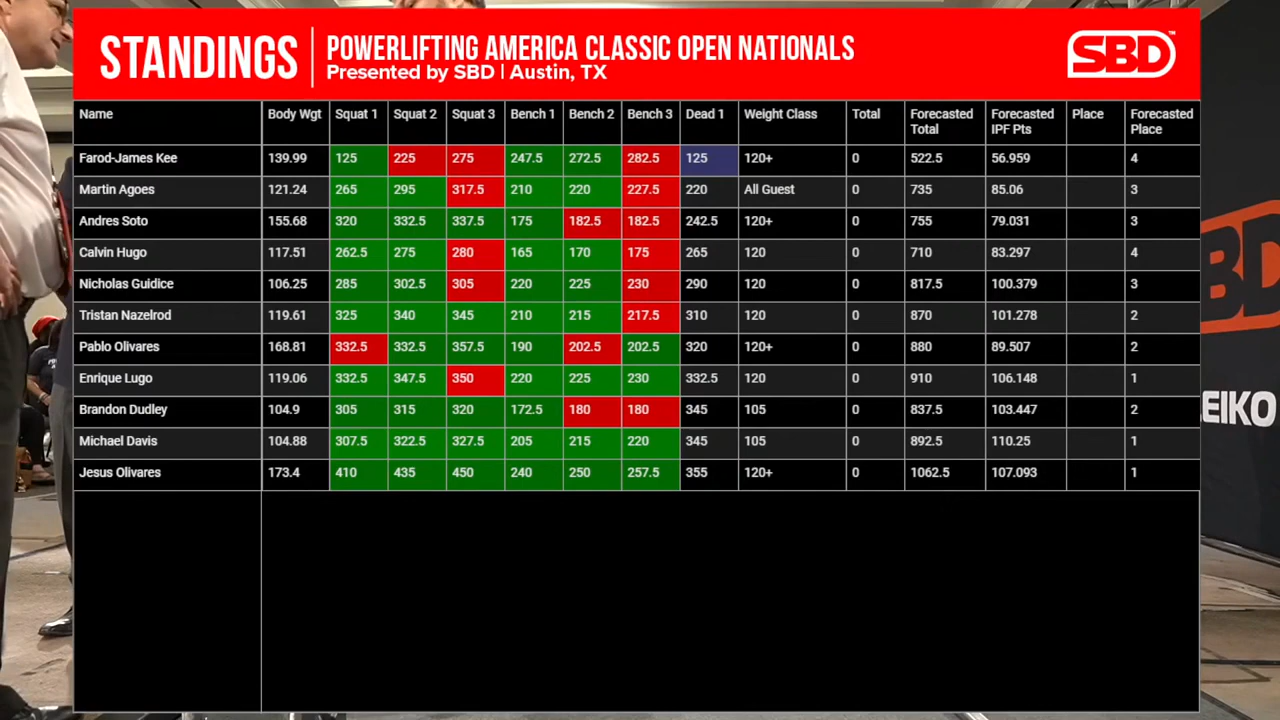 STANDINGS
POWERLIFTING AMERICA CLASSIC OPEN NATIONALS
Presented by SBD | Austin, TX
SBD™
Name Body Wgt Squat 1 Squat 2 Squat 3 Bench 1 Bench 2 Bench 3 Dead 1 Weight Class Total Forecasted Total Forecasted IPF Pts Place Forecasted Place
Farod-James Kee 139.99 125 225 275 247.5 272.5 282.5 125 120+ 0 522.5 56.959 4
Martin Agoes 121.24 265 295 317.5 210 220 227.5 220 All Guest 0 735 85.06 3
Andres Soto 155.68 320 332.5 337.5 175 182.5 182.5 242.5 120+ 0 755 79.031 3
Calvin Hugo 117.51 262.5 275 280 165 170 175 265 120 0 710 83.297 4
Nicholas Guidice 106.25 285 302.5 305 220 225 230 290 120 0 817.5 100.379 3
Tristan Nazelrod 119.61 325 340 345 210 215 217.5 310 120 0 870 101.278 2
Pablo Olivares 168.81 332.5 332.5 357.5 190 202.5 202.5 320 120+ 0 880 89.507 2
Enrique Lugo 119.06 332.5 347.5 350 220 225 230 332.5 120 0 910 106.148 1
Brandon Dudley 104.9 305 315 320 172.5 180 180 345 105 0 837.5 103.447 2
Michael Davis 104.88 307.5 322.5 327.5 205 215 220 345 105 0 892.5 110.25 1
Jesus Olivares 173.4 410 435 450 240 250 257.5 355 120+ 0 1062.5 107.093 1
BD
EIKO